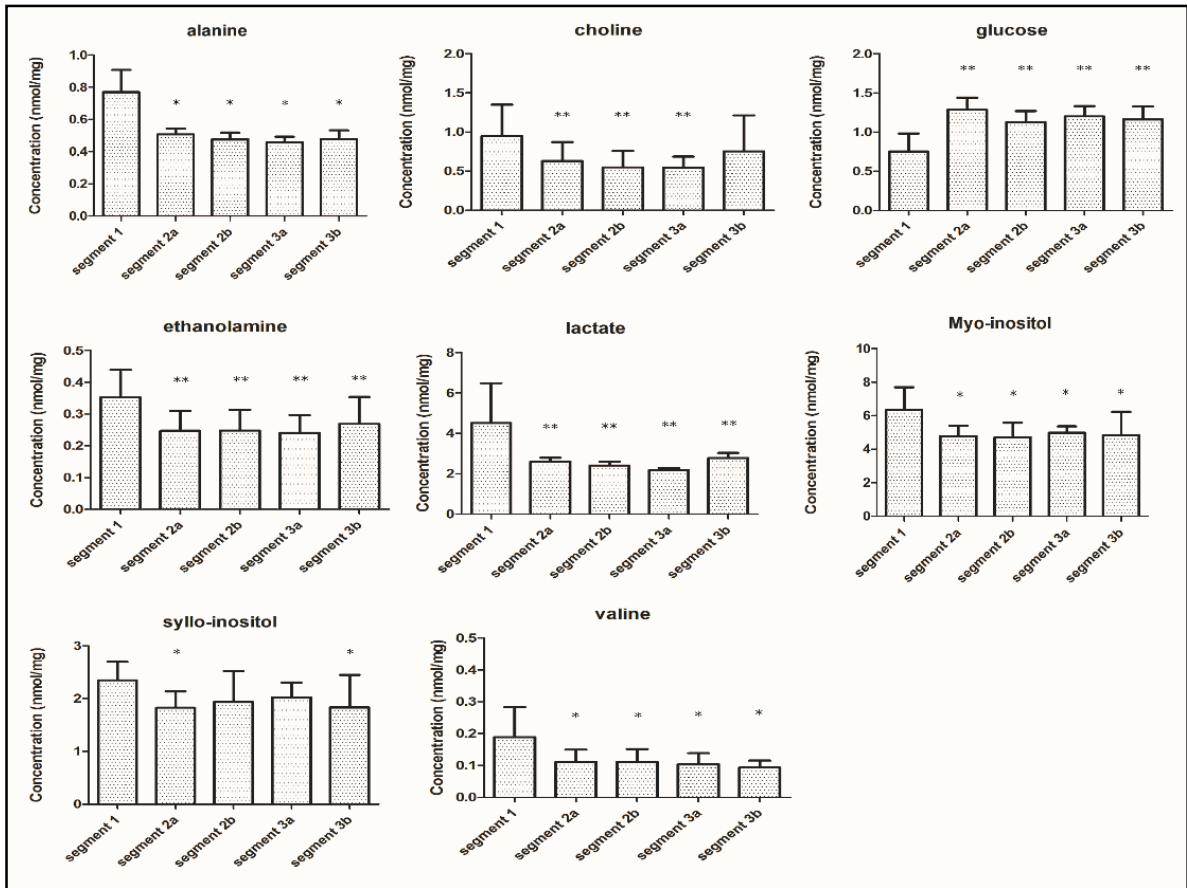 alanine
Concentration (nmol/mg)
1.0
0.8
0.6
0.4
0.2
0.0
*
*
*
*
segment 1
segment 2a
segment 2b
segment 3a
segment 3b
choline
Concentration (nmol/mg)
2.0
1.5
1.0
0.5
0.0
**
**
**
segment 1
segment 2a
segment 2b
segment 3a
segment 3b
glucose
Concentration (nmol/mg)
2.0
1.5
1.0
0.5
0.0
**
**
**
**
segment 1
segment 2a
segment 2b
segment 3a
segment 3b
ethanolamine
Concentration (nmol/mg)
0.5
0.4
0.3
0.2
0.1
0.0
**
**
**
**
segment 1
segment 2a
segment 2b
segment 3a
segment 3b
lactate
Concentration (nmol/mg)
8
6
4
2
0
**
**
**
**
segment 1
segment 2a
segment 2b
segment 3a
segment 3b
Myo-inositol
Concentration (nmol/mg)
10
8
6
4
2
0
*
*
*
*
segment 1
segment 2a
segment 2b
segment 3a
segment 3b
syllo-inositol
Concentration (nmol/mg)
3
2
1
0
*
*
segment 1
segment 2a
segment 2b
segment 3a
segment 3b
valine
Concentration (nmol/mg)
0.5
0.4
0.3
0.2
0.1
0.0
*
*
*
*
segment 1
segment 2a
segment 2b
segment 3a
segment 3b